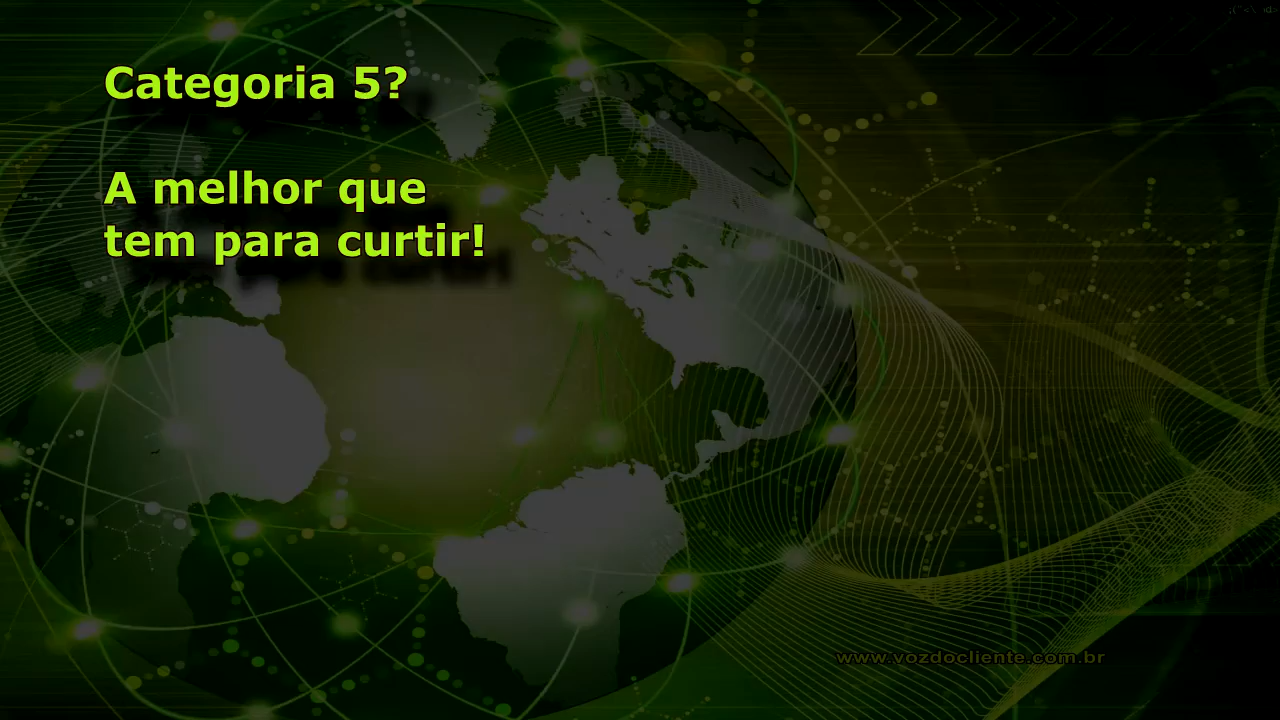 Categoria 5?
A melhor que
tem para curtir!
www.vozdocliente.com.br